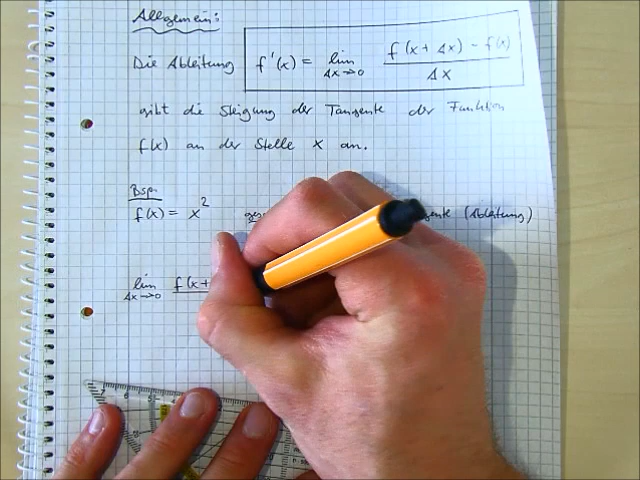 Allgemein:
Die Ableitung f'(x) = lim Δx→0 f(x + Δx) - f(x) / Δx
gibt die Steigung der Tangente der Funktion
f(x) an der Stelle x an.
Bsp.
f(x) = x² (Ableitung)
lim Δx→0 f(x+